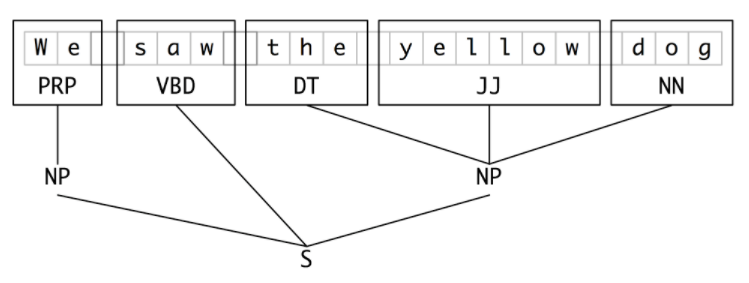 We saw the yellow dog
PRP VBD DT JJ NN
NP NP
S